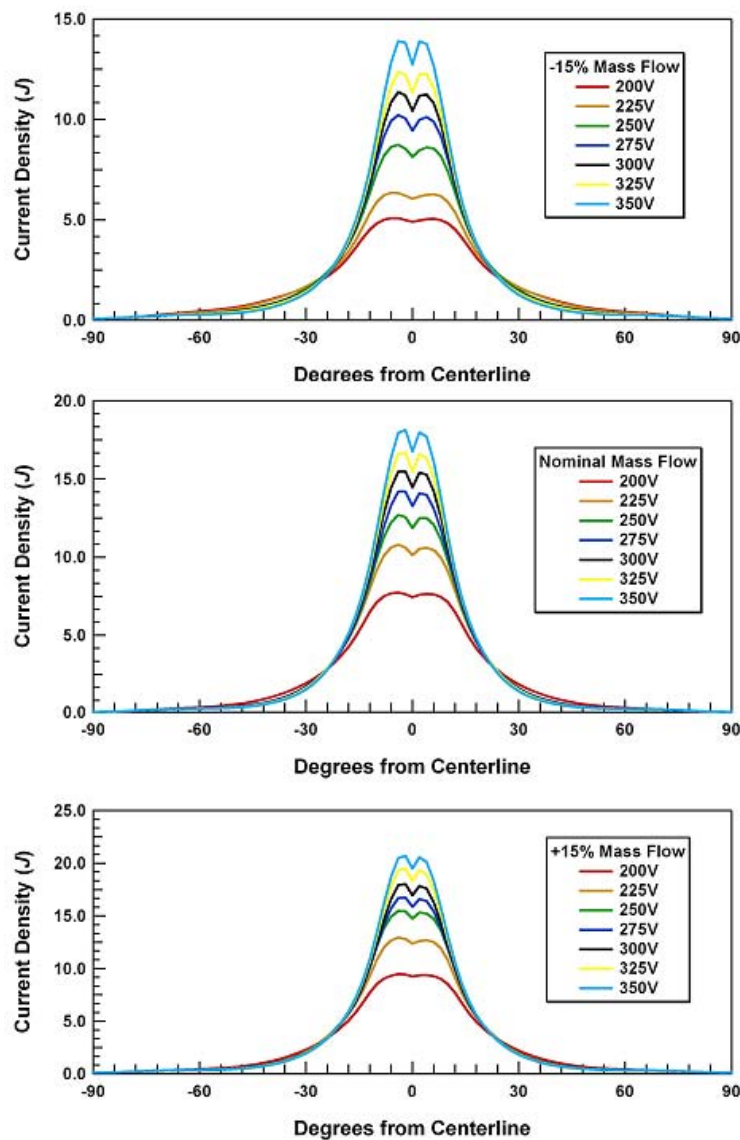 15.0
10.0
5.0
0.0
Current Density (J)
-15% Mass Flow
200V
225V
250V
275V
300V
325V
350V
-90
-60
-30
0
30
60
90
Degrees from Centerline
20.0
15.0
10.0
5.0
0.0
Current Density (J)
Nominal Mass Flow
200V
225V
250V
275V
300V
325V
350V
-90
-60
-30
0
30
60
90
Degrees from Centerline
25.0
20.0
15.0
10.0
5.0
0.0
Current Density (J)
+15% Mass Flow
200V
225V
250V
275V
300V
325V
350V
-90
-60
-30
0
30
60
90
Degrees from Centerline